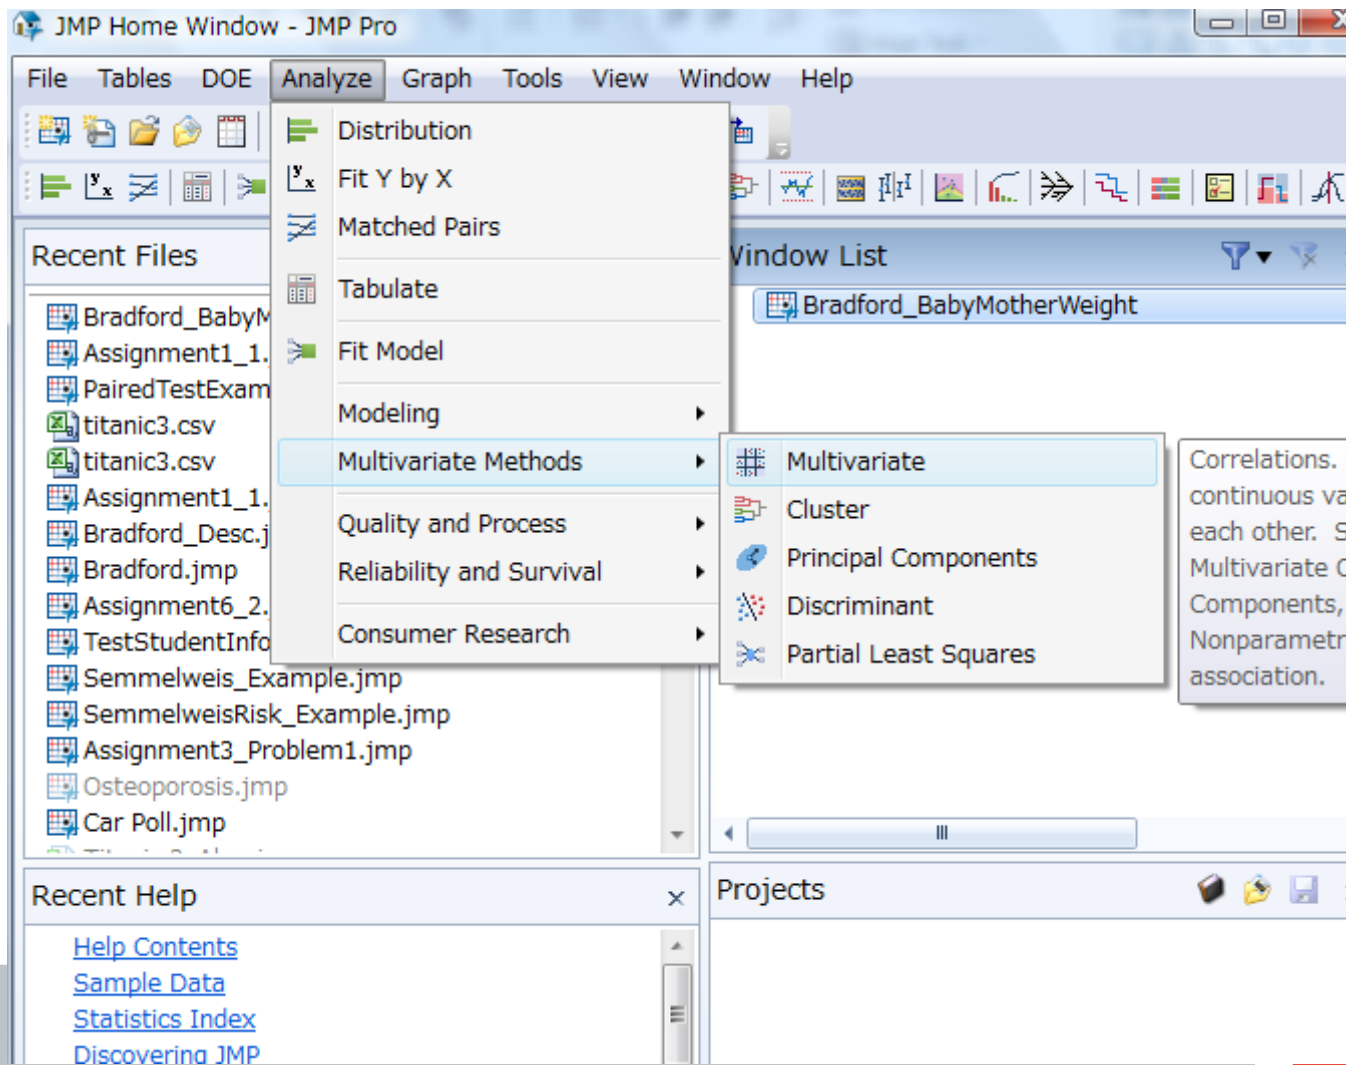 JMP Home Window - JMP Pro
File Tables DOE Analyze Graph Tools View Window Help
Distribution
Fit Y by X
Matched Pairs
Tabulate
Fit Model
Modeling
Multivariate Methods
Quality and Process
Reliability and Survival
Consumer Research
Multivariate
Cluster
Principal Components
Discriminant
Partial Least Squares
Correlations.
continuous va
each other. S
Multivariate C
Components,
Nonparametr
association.
Recent Files
Bradford_BabyM
Assignment1_1.
PairedTestExam
titanic3.csv
titanic3.csv
Assignment1_1.
Bradford_Desc.j
Bradford.jmp
Assignment6_2.
TestStudentInfo
Semmelweis_Example.jmp
SemmelweisRisk_Example.jmp
Assignment3_Problem1.jmp
Osteoporosis.jmp
Car Poll.jmp
Window List
Bradford_BabyMotherWeight
Recent Help
Help Contents
Sample Data
Statistics Index
Discovering JMP
Projects